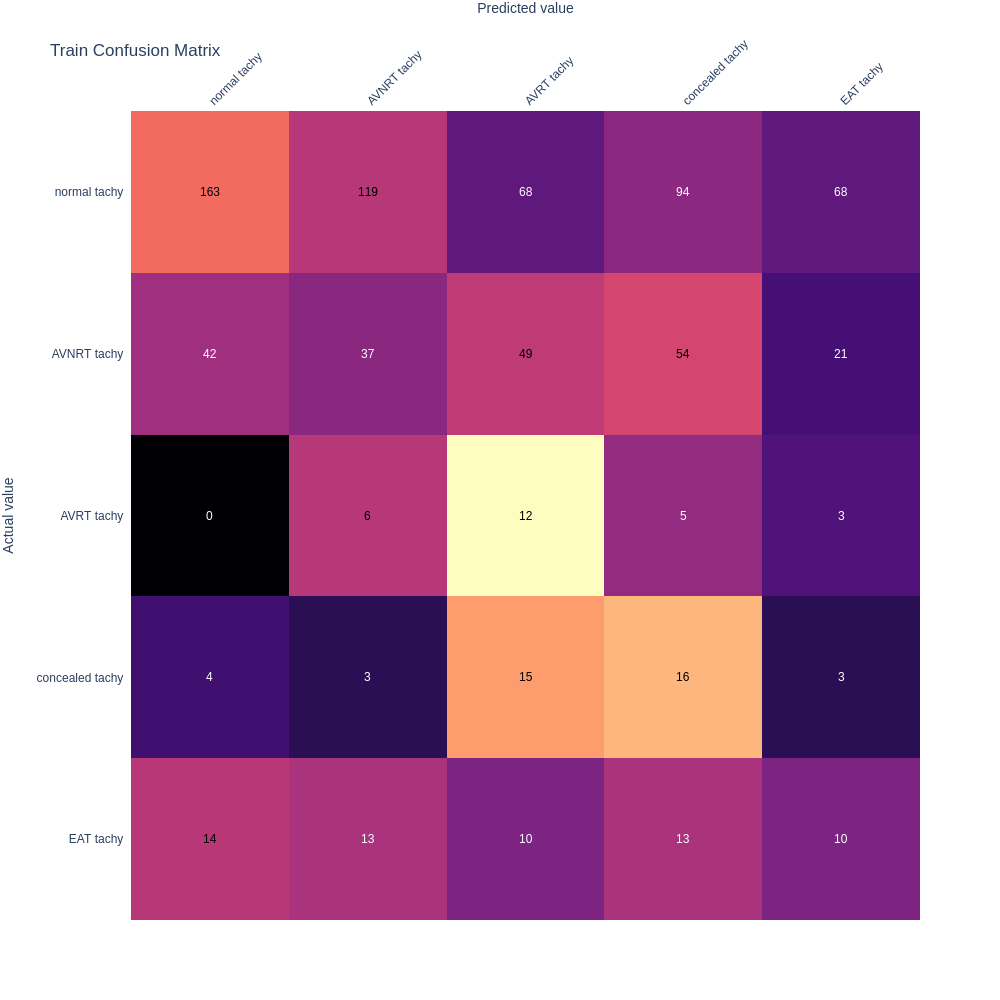 Predicted value
Train Confusion Matrix
normal tachy AVNRT tachy AVRT tachy concealed tachy EAT tachy
normal tachy 163 119 68 94 68
AVNRT tachy 42 37 49 54 21
AVRT tachy 0 6 12 5 3
concealed tachy 4 3 15 16 3
EAT tachy 14 13 10 13 10
Actual value